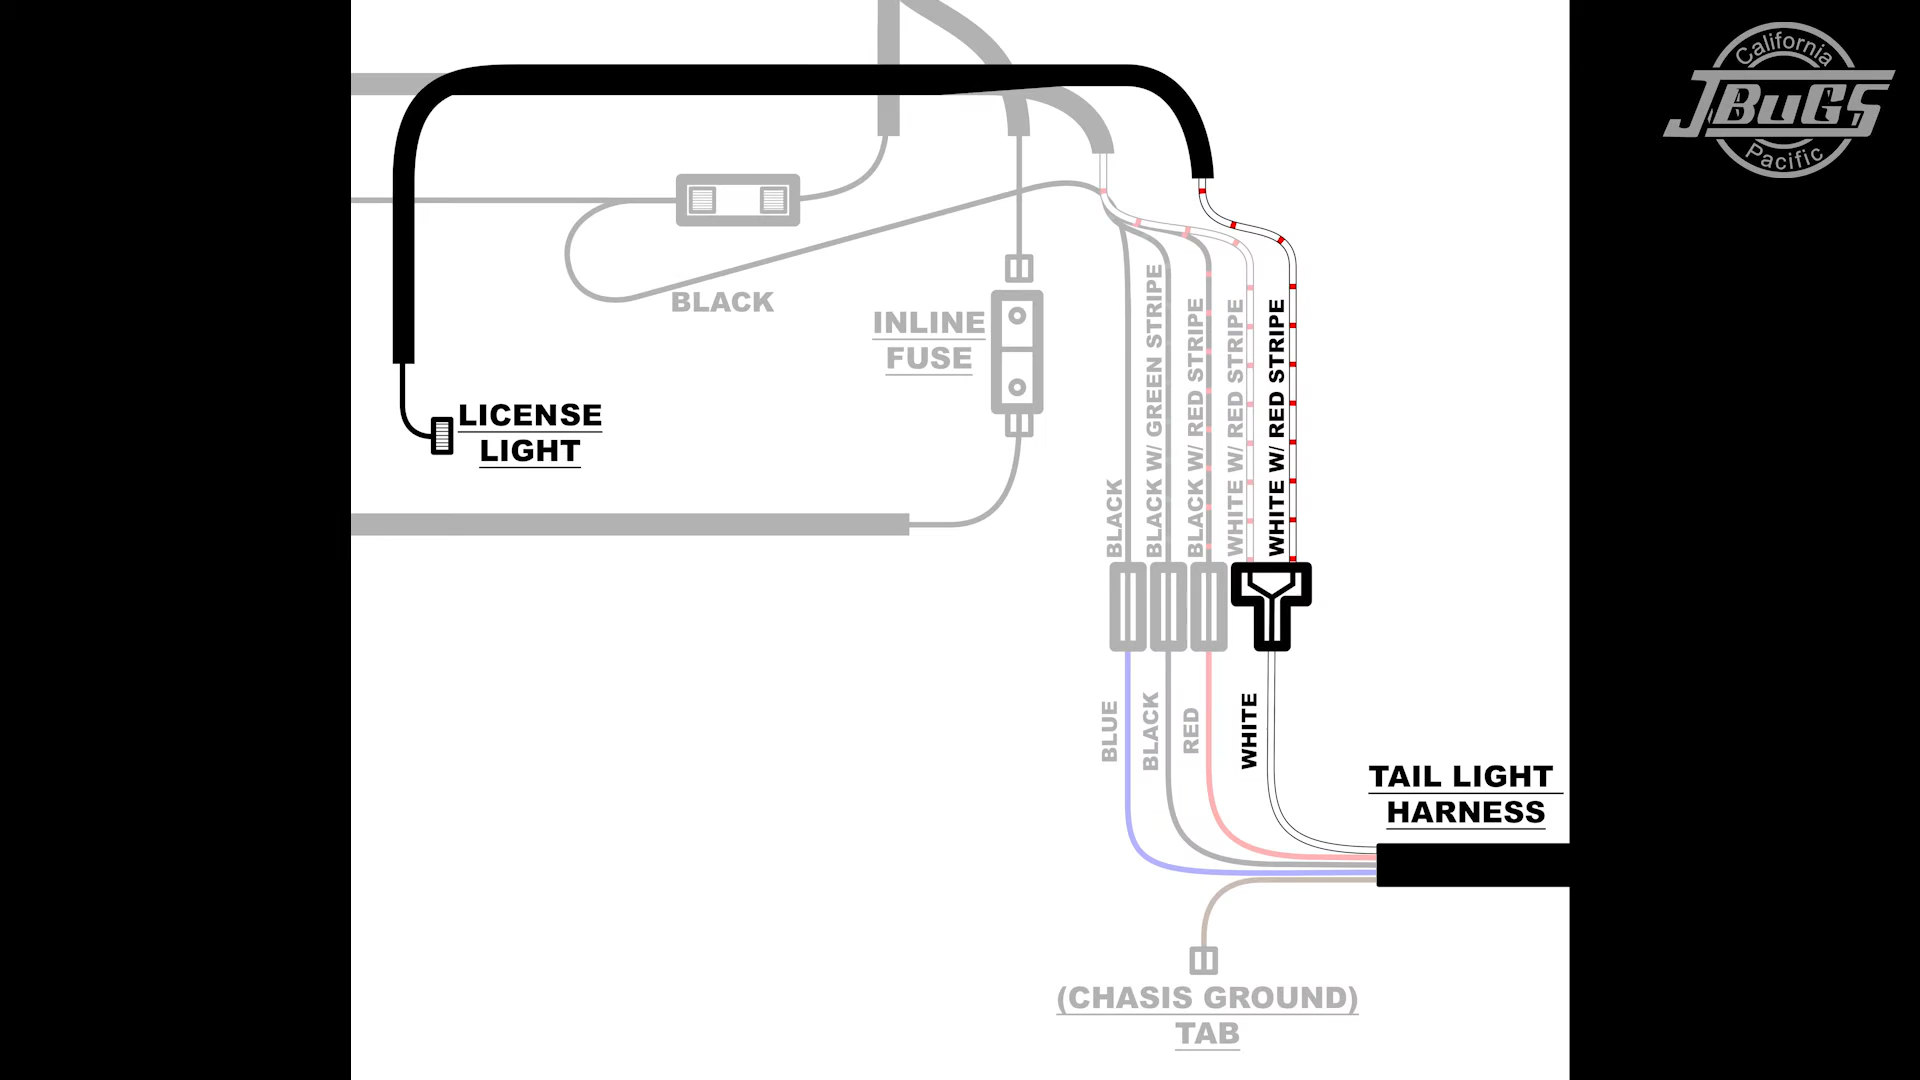 California
JBUGS
Pacific
BLACK
INLINE
FUSE
LICENSE
LIGHT
BLACK
BLACK W/ GREEN STRIPE
BLACK W/ RED STRIPE
WHITE W/ RED STRIPE
WHITE W/ RED STRIPE
BLUE
BLACK
RED
WHITE
TAIL LIGHT
HARNESS
(CHASIS GROUND)
TAB